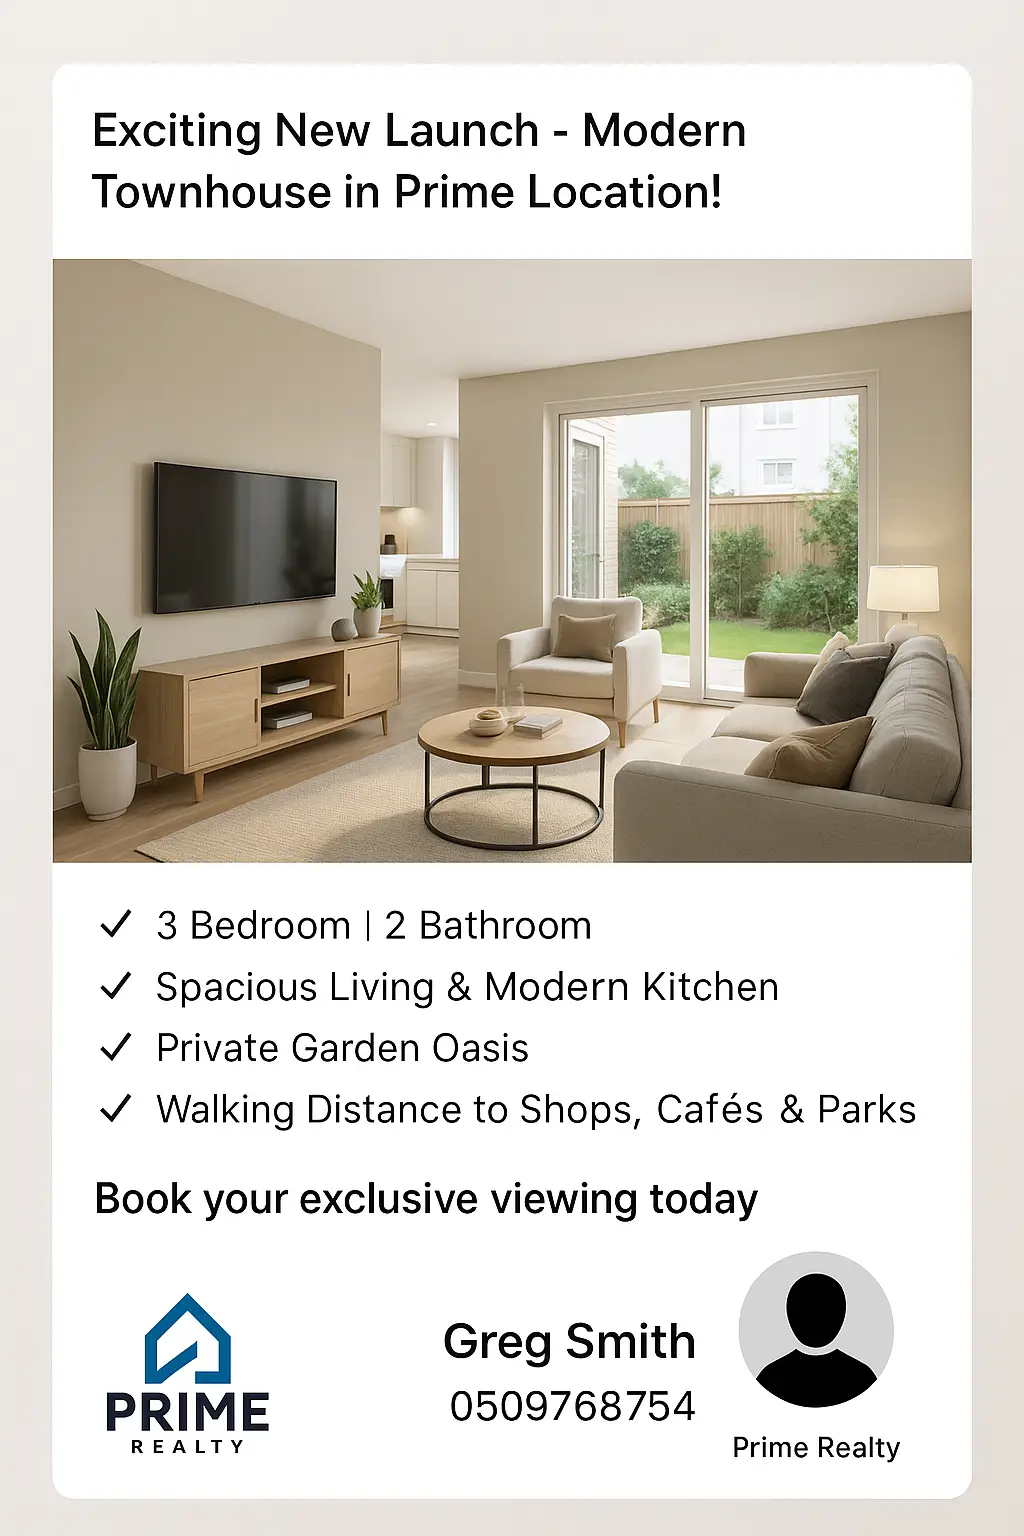 Exciting New Launch - Modern
Townhouse in Prime Location!
✓ 3 Bedroom | 2 Bathroom
✓ Spacious Living & Modern Kitchen
✓ Private Garden Oasis
✓ Walking Distance to Shops, Cafés & Parks
Book your exclusive viewing today
PRIME
REALTY
Greg Smith
0509768754
Prime Realty